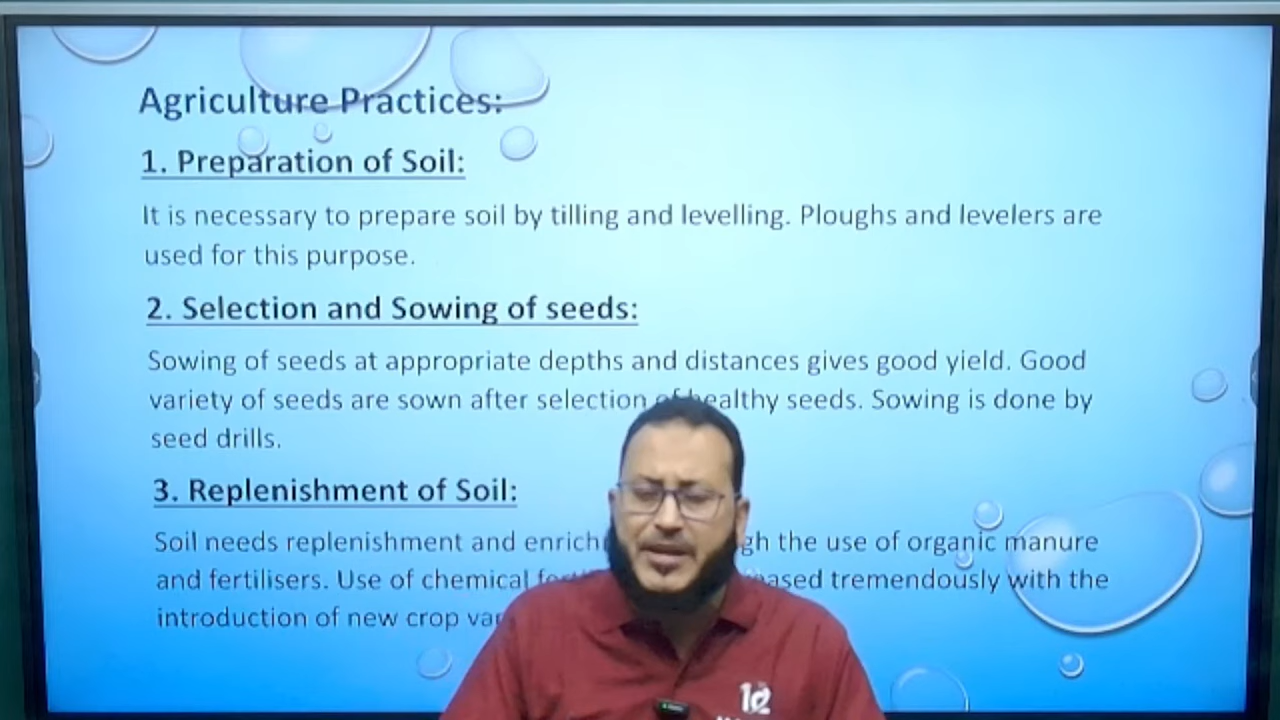 Agriculture Practices:
1. Preparation of Soil:
It is necessary to prepare soil by tilling and levelling. Ploughs and levelers are
used for this purpose.
2. Selection and Sowing of seeds:
Sowing of seeds at appropriate depths and distances gives good yield. Good
variety of seeds are sown after selection of healthy seeds. Sowing is done by
seed drills.
3. Replenishment of Soil:
Soil needs replenishment and the use of organic manure
and fertilisers. Use of chemical tremendously with the
introduction of new crop